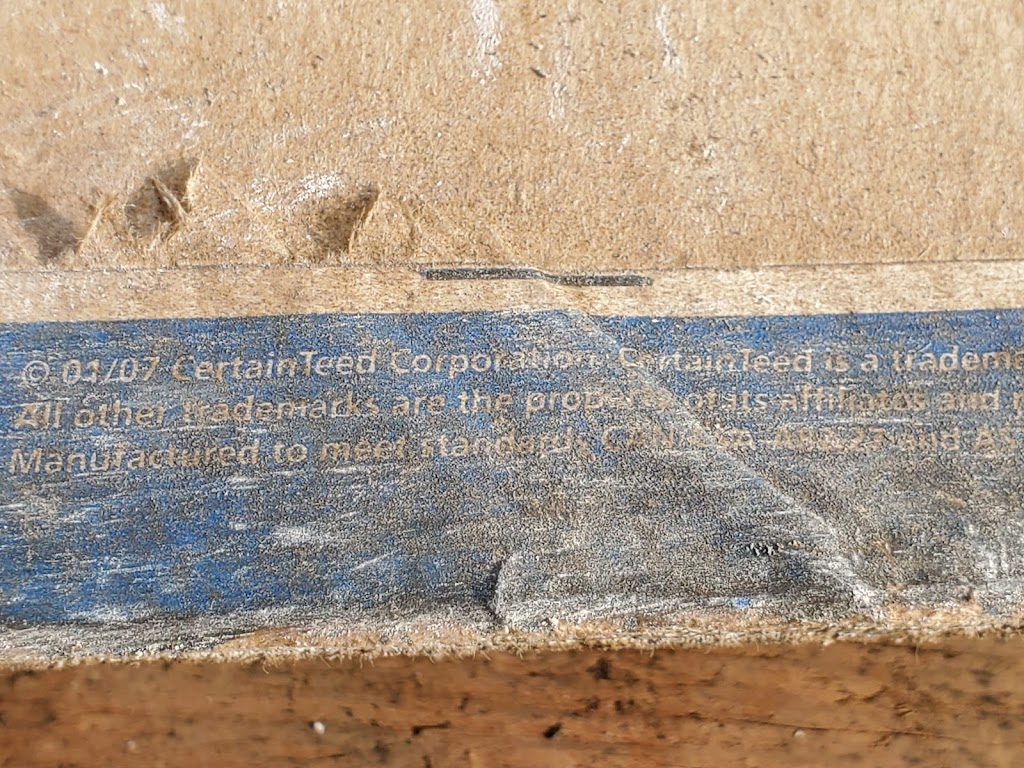 © 01/07 CertainTeed Corporation. CertainTeed is a tradema
All other trademarks are the property of its affiliates and
Manufactured to meet standards and AS